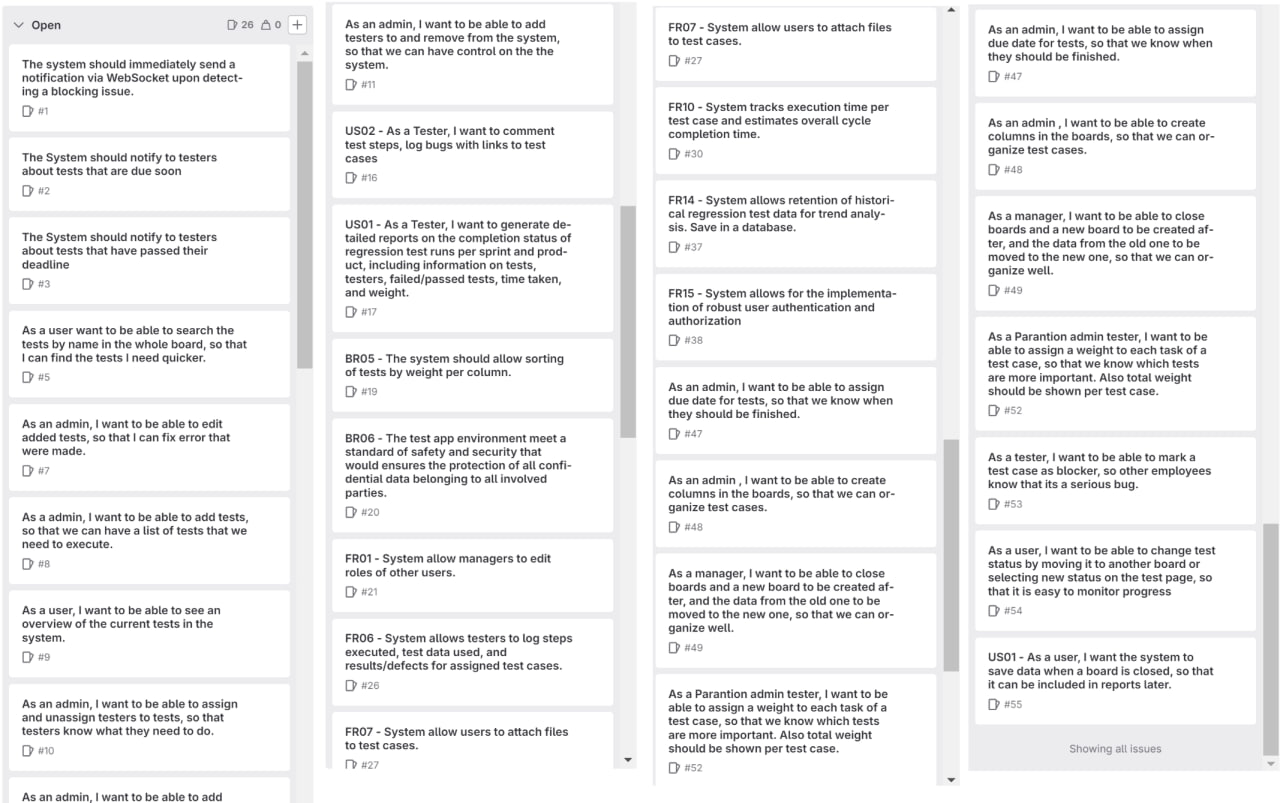 Open
26
0
The system should immediately send a
notification via WebSocket upon detect-
ing a blocking issue.
#1
The System should notify to testers
about tests that are due soon
#2
The System should notify to testers
about tests that have passed their
deadline
#3
As a user want to be able to search the
tests by name in the whole board, so that
I can find the tests I need quicker.
#5
As an admin, I want to be able to edit
added tests, so that I can fix error that
were made.
#7
As a admin, I want to be able to add tests,
so that we can have a list of tests that we
need to execute.
#8
As a user, I want to be able to see an
overview of the current tests in the
system.
#9
As an admin, I want to be able to assign
and unassign testers to tests, so that
testers know what they need to do.
#10
As an admin, I want to be able to add
As an admin, I want to be able to add
testers to and remove from the system,
so that we can have control on the the
system.
#11
US02 - As a Tester, I want to comment
test steps, log bugs with links to test
cases
#16
US01 - As a Tester, I want to generate de-
tailed reports on the completion status of
regression test runs per sprint and prod-
uct, including information on tests,
testers, failed/passed tests, time taken,
and weight.
#17
BR05 - The system should allow sorting
of tests by weight per column.
#19
BR06 - The test app environment meet a
standard of safety and security that
would ensures the protection of all confi-
dential data belonging to all involved
parties.
#20
FR01 - System allow managers to edit
roles of other users.
#21
FR06 - System allows testers to log steps
executed, test data used, and
results/defects for assigned test cases.
#26
FR07 - System allow users to attach files
to test cases.
#27
FR07 - System allow users to attach files
to test cases.
#27
FR10 - System tracks execution time per
test case and estimates overall cycle
completion time.
#30
FR14 - System allows retention of histori-
cal regression test data for trend analy-
sis. Save in a database.
#37
FR15 - System allows for the implementa-
tion of robust user authentication and
authorization
#38
As an admin, I want to be able to assign
due date for tests, so that we know when
they should be finished.
#47
As an admin , I want to be able to create
columns in the boards, so that we can or-
ganize test cases.
#48
As a manager, I want to be able to close
boards and a new board to be created af-
ter, and the data from the old one to be
moved to the new one, so that we can or-
ganize well.
#49
As a Parantion admin tester, I want to be
able to assign a weight to each task of a
test case, so that we know which tests
are more important. Also total weight
should be shown per test case.
#52
As an admin, I want to be able to assign
due date for tests, so that we know when
they should be finished.
#47
As an admin , I want to be able to create
columns in the boards, so that we can or-
ganize test cases.
#48
As a manager, I want to be able to close
boards and a new board to be created af-
ter, and the data from the old one to be
moved to the new one, so that we can or-
ganize well.
#49
As a Parantion admin tester, I want to be
able to assign a weight to each task of a
test case, so that we know which tests
are more important. Also total weight
should be shown per test case.
#52
As a tester, I want to be able to mark a
test case as blocker, so other employees
know that its a serious bug.
#53
As a user, I want to be able to change test
status by moving it to another board or
selecting new status on the test page, so
that it is easy to monitor progress
#54
US01 - As a user, I want the system to
save data when a board is closed, so that
it can be included in reports later.
#55
Showing all issues